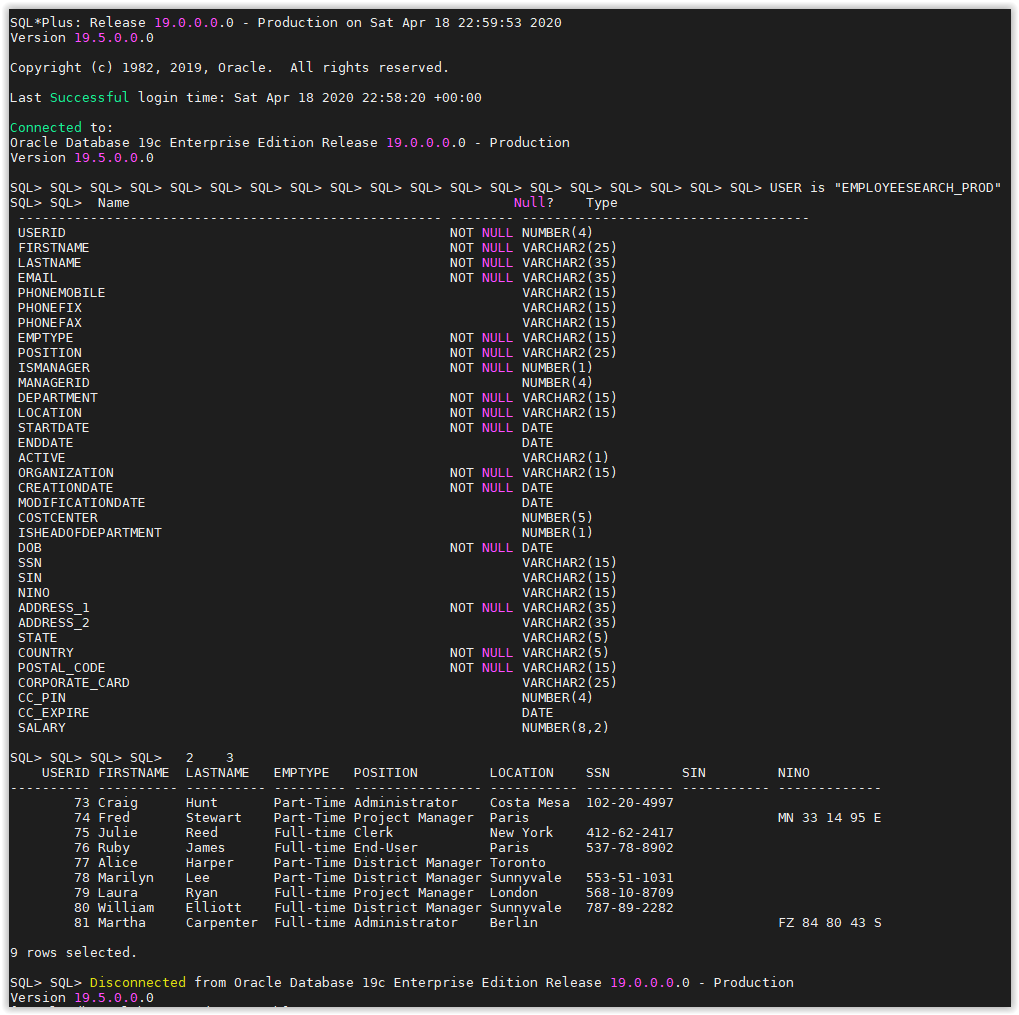 SQL*Plus: Release 19.0.0.0.0 - Production on Sat Apr 18 22:59:53 2020
Version 19.5.0.0.0
Copyright (c) 1982, 2019, Oracle.  All rights reserved.
Last Successful login time: Sat Apr 18 2020 22:58:20 +00:00
Connected to:
Oracle Database 19c Enterprise Edition Release 19.0.0.0.0 - Production
Version 19.5.0.0.0
SQL> SQL> SQL> SQL> SQL> SQL> SQL> SQL> SQL> SQL> SQL> SQL> SQL> SQL> SQL> SQL> SQL> SQL> SQL> USER is "EMPLOYEESEARCH_PROD"
SQL> SQL>  Name                                                Null?    Type
 ----------------------------------------------------- -------- ------------------------------------
 USERID                                                NOT NULL NUMBER(4)
 FIRSTNAME                                             NOT NULL VARCHAR2(25)
 LASTNAME                                              NOT NULL VARCHAR2(35)
 EMAIL                                                 NOT NULL VARCHAR2(35)
 PHONEMOBILE                                                    VARCHAR2(15)
 PHONEFIX                                                       VARCHAR2(15)
 PHONEFAX                                                       VARCHAR2(15)
 EMPTYPE                                               NOT NULL VARCHAR2(15)
 POSITION                                              NOT NULL VARCHAR2(25)
 ISMANAGER                                             NOT NULL NUMBER(1)
 MANAGERID                                                      NUMBER(4)
 DEPARTMENT                                            NOT NULL VARCHAR2(15)
 LOCATION                                              NOT NULL VARCHAR2(15)
 STARTDATE                                             NOT NULL DATE
 ENDDATE                                                        DATE
 ACTIVE                                                         VARCHAR2(1)
 ORGANIZATION                                          NOT NULL VARCHAR2(15)
 CREATIONDATE                                          NOT NULL DATE
 MODIFICATIONDATE                                               DATE
 COSTCENTER                                                     NUMBER(5)
 ISHEADOFDEPARTMENT                                             NUMBER(1)
 DOB                                                   NOT NULL DATE
 SSN                                                            VARCHAR2(15)
 SIN                                                            VARCHAR2(15)
 NINO                                                           VARCHAR2(15)
 ADDRESS_1                                             NOT NULL VARCHAR2(35)
 ADDRESS_2                                                      VARCHAR2(35)
 STATE                                                          VARCHAR2(5)
 COUNTRY                                               NOT NULL VARCHAR2(5)
 POSTAL_CODE                                           NOT NULL VARCHAR2(15)
 CORPORATE_CARD                                                 VARCHAR2(25)
 CC_PIN                                                         NUMBER(4)
 CC_EXPIRE                                                      DATE
 SALARY                                                         NUMBER(8,2)
SQL> SQL> SQL> SQL>   2    3
    USERID FIRSTNAME  LASTNAME   EMPTYPE   POSITION         LOCATION    SSN         SIN         NINO
---------- ---------- ---------- --------- ---------------- ----------- ----------- ----------- -------------
        73 Craig      Hunt       Part-Time Administrator    Costa Mesa  102-20-4997
        74 Fred       Stewart    Part-Time Project Manager  Paris                               MN 33 14 95 E
        75 Julie      Reed       Full-time Clerk            New York    412-62-2417
        76 Ruby       James      Full-time End-User         Paris       537-78-8902
        77 Alice      Harper     Part-Time District Manager Toronto
        78 Marilyn    Lee        Part-Time District Manager Sunnyvale   553-51-1031
        79 Laura      Ryan       Full-time Project Manager  London      568-10-8709
        80 William    Elliott    Full-time District Manager Sunnyvale   787-89-2282
        81 Martha     Carpenter  Full-time Administrator    Berlin                              FZ 84 80 43 S
9 rows selected.
SQL> SQL> Disconnected from Oracle Database 19c Enterprise Edition Release 19.0.0.0.0 - Production
Version 19.5.0.0.0